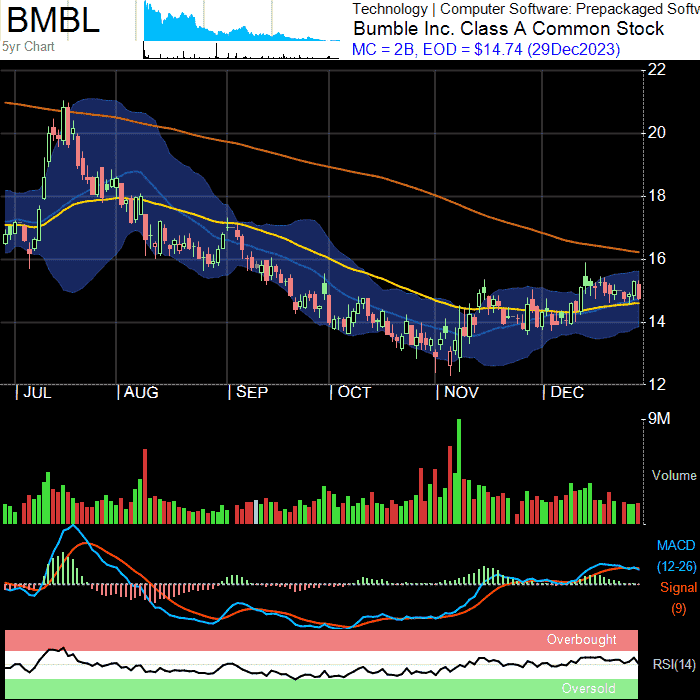 BMBL
5yr Chart
Technology | Computer Software: Prepackaged Softw
Bumble Inc. Class A Common Stock
MC = 2B, EOD = $14.74 (29Dec2023)
22
20
18
16
14
12
| JUL | AUG | SEP | OCT | NOV | DEC
9M
Volume
MACD
(12-26)
Signal
(9)
Overbought
RSI(14)
Oversold